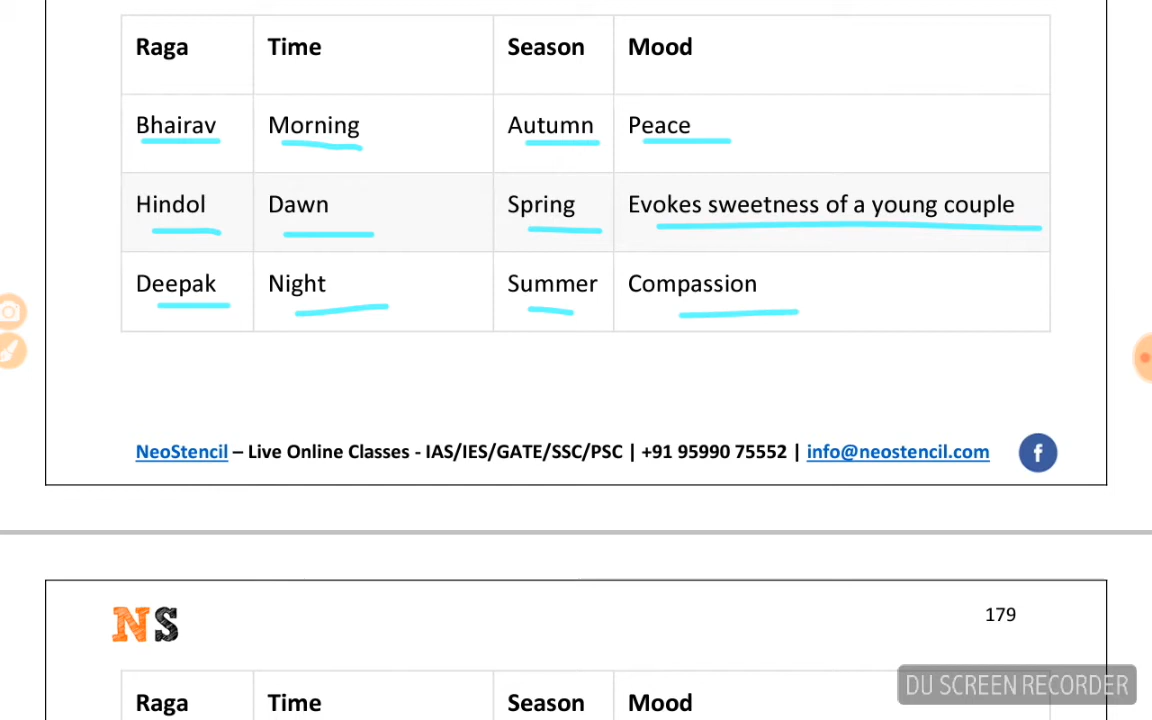 Raga Time Season Mood
Bhairav Morning Autumn Peace
Hindol Dawn Spring Evokes sweetness of a young couple
Deepak Night Summer Compassion
NeoStencil – Live Online Classes - IAS/IES/GATE/SSC/PSC | +91 95990 75552 | info@neostencil.com f
NS 179
DU SCREEN RECORDER
Raga Time Season Mood